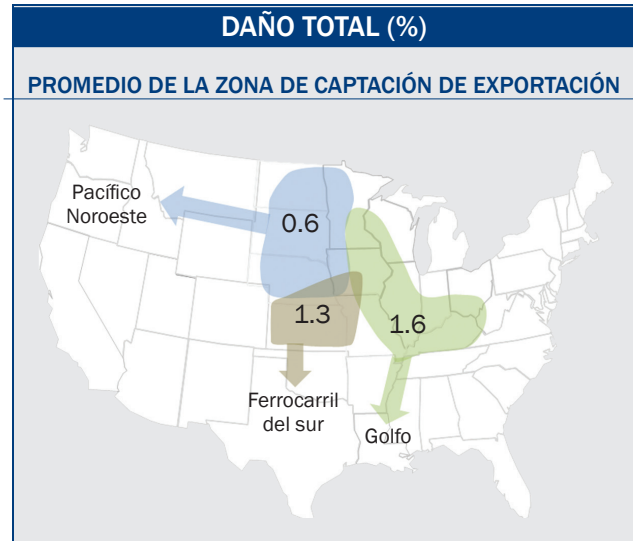 DAÑO TOTAL (%)
PROMEDIO DE LA ZONA DE CAPTACIÓN DE EXPORTACIÓN
Pacífico
Noroeste
0.6
1.3
1.6
Ferrocarril
del sur
Golfo